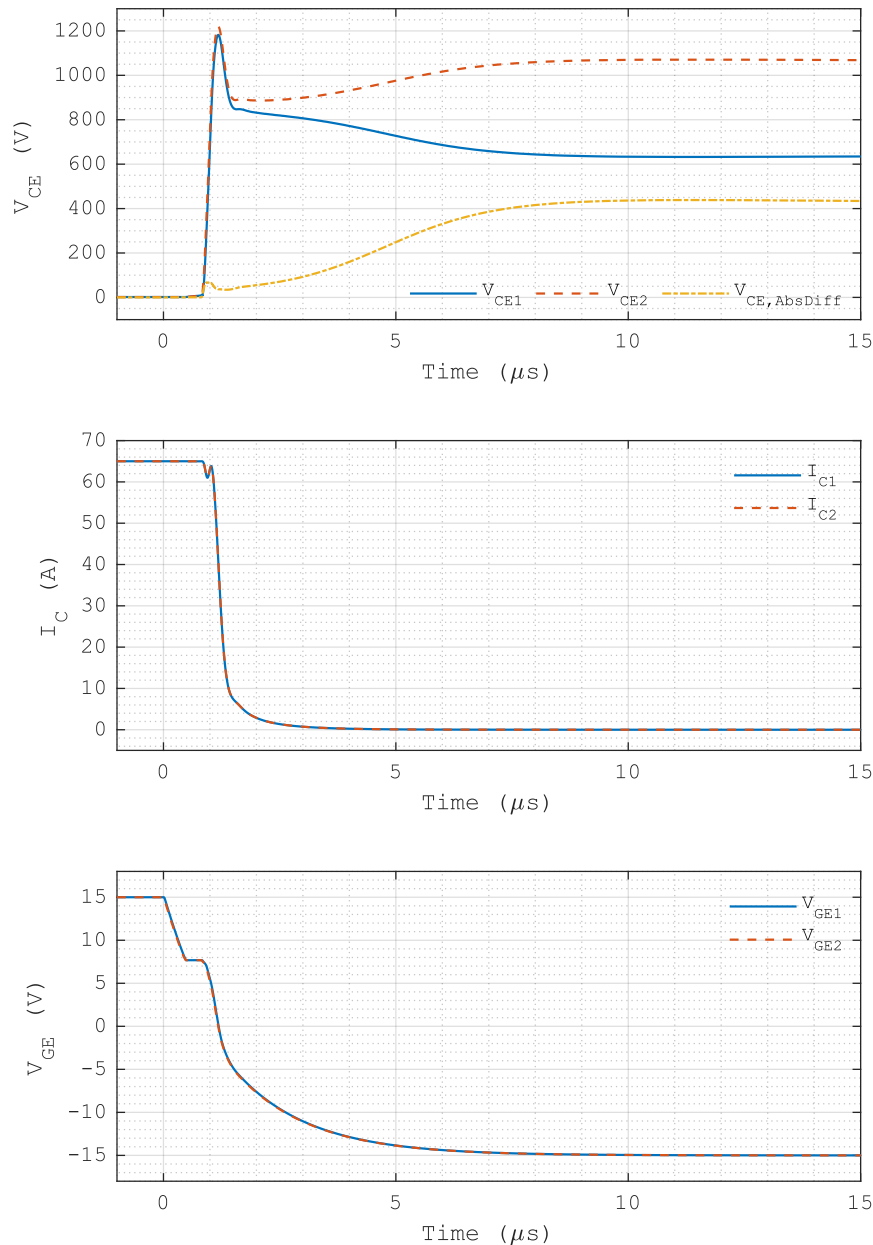 1200
1000
800
600
400
200
0
V_CE (V)
V_CE1 V_CE2 V_CE,AbsDiff
0 5 10 15
Time (μs)
70
60
50
40
30
20
10
0
I_C (A)
I_C1
I_C2
0 5 10 15
Time (μs)
15
10
5
0
-5
-10
-15
V_GE (V)
V_GE1
V_GE2
0 5 10 15
Time (μs)